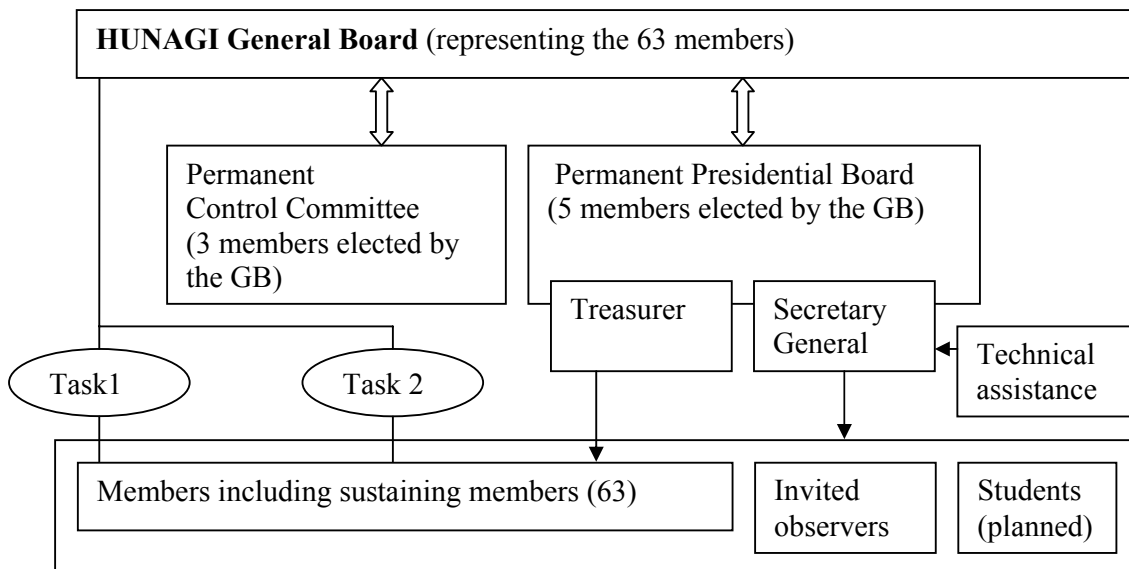 HUNAGI General Board (representing the 63 members)
Permanent
Control Committee
(3 members elected by
the GB)
Permanent Presidential Board
(5 members elected by the GB)
Treasurer
Secretary
General
Technical
assistance
Task1
Task 2
Members including sustaining members (63)
Invited
observers
Students
(planned)